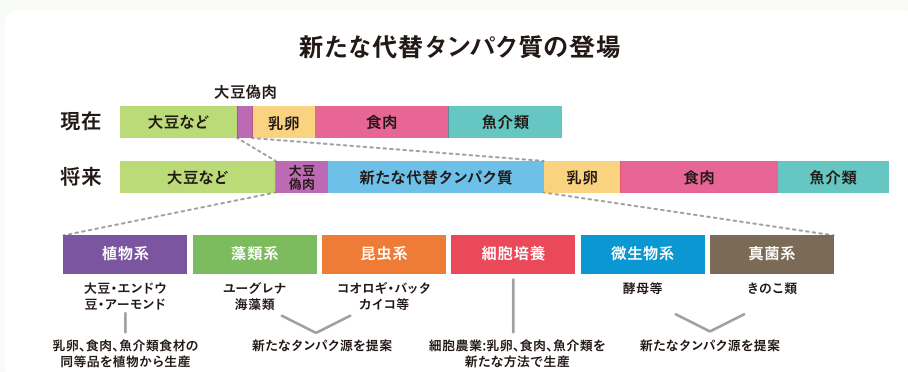 新たな代替タンパク質の登場
大豆偽肉
現在
大豆など
乳卵
食肉
魚介類
将来
大豆など
大豆
偽肉
新たな代替タンパク質
乳卵
食肉
魚介類
植物系
藻類系
昆虫系
細胞培養
微生物系
真菌系
大豆・エンドウ
豆・アーモンド
ユーグレナ
海藻類
コオロギ・バッタ
カイコ等
酵母等
きのこ類
乳卵、食肉、魚介類食材の
同等品を植物から生産
新たなタンパク源を提案
細胞農業:乳卵、食肉、魚介類を
新たな方法で生産
新たなタンパク源を提案